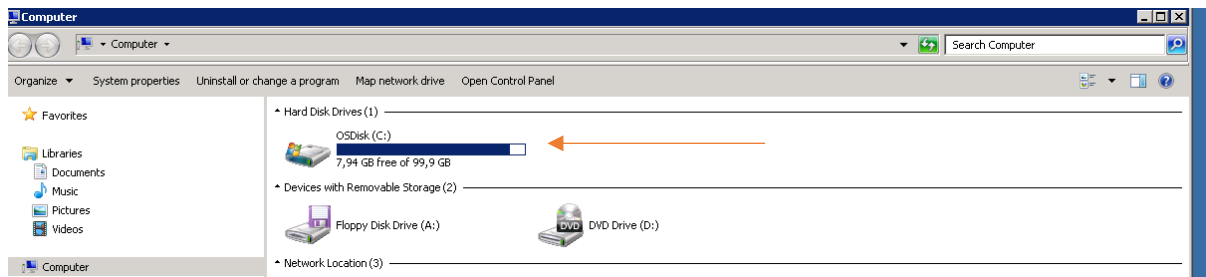 Computer
Computer
Search Computer
Organize System properties Uninstall or change a program Map network drive Open Control Panel
Favorites
Libraries
Documents
Music
Pictures
Videos
Computer
Hard Disk Drives (1)
OSDisk (C:)
7,94 GB free of 99,9 GB
Devices with Removable Storage (2)
Floppy Disk Drive (A:)
DVD
DVD Drive (D:)
Network Location (3)